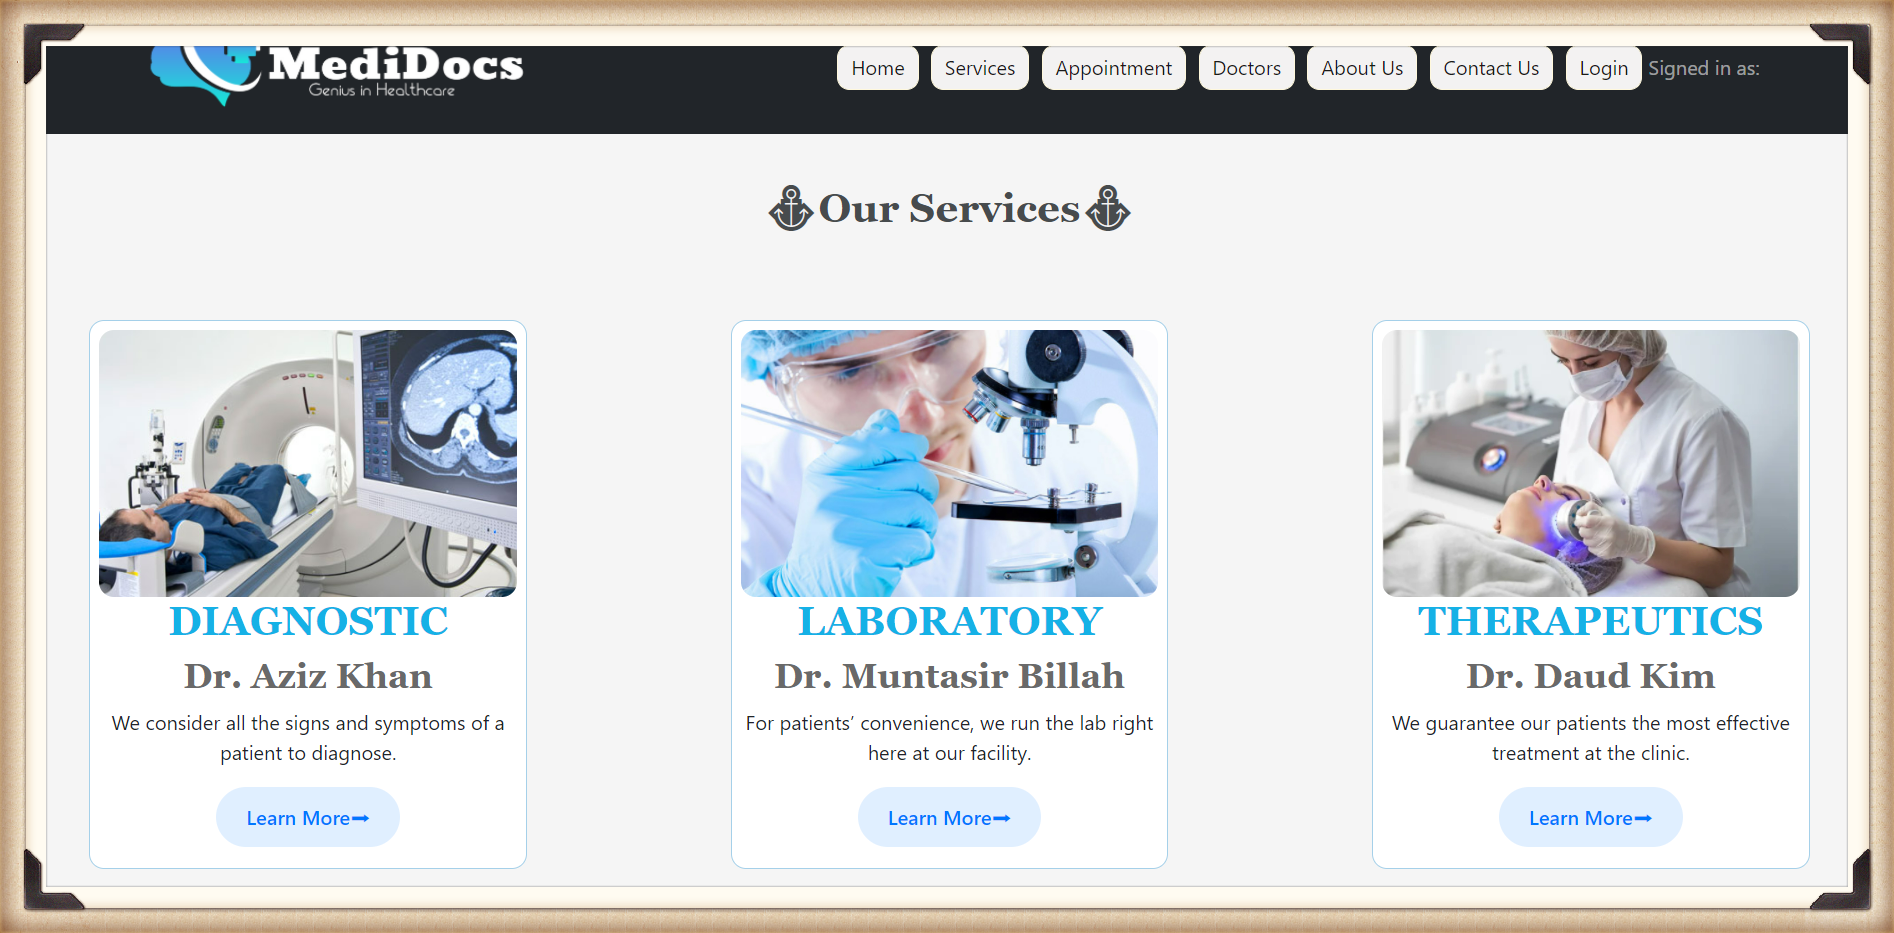 MediDocs
Genius in Healthcare
Home Services Appointment Doctors About Us Contact Us Login Signed in as:
Our Services
DIAGNOSTIC
Dr. Aziz Khan
We consider all the signs and symptoms of a
patient to diagnose.
Learn More➞
LABORATORY
Dr. Muntasir Billah
For patients’ convenience, we run the lab right
here at our facility.
Learn More➞
THERAPEUTICS
Dr. Daud Kim
We guarantee our patients the most effective
treatment at the clinic.
Learn More➞